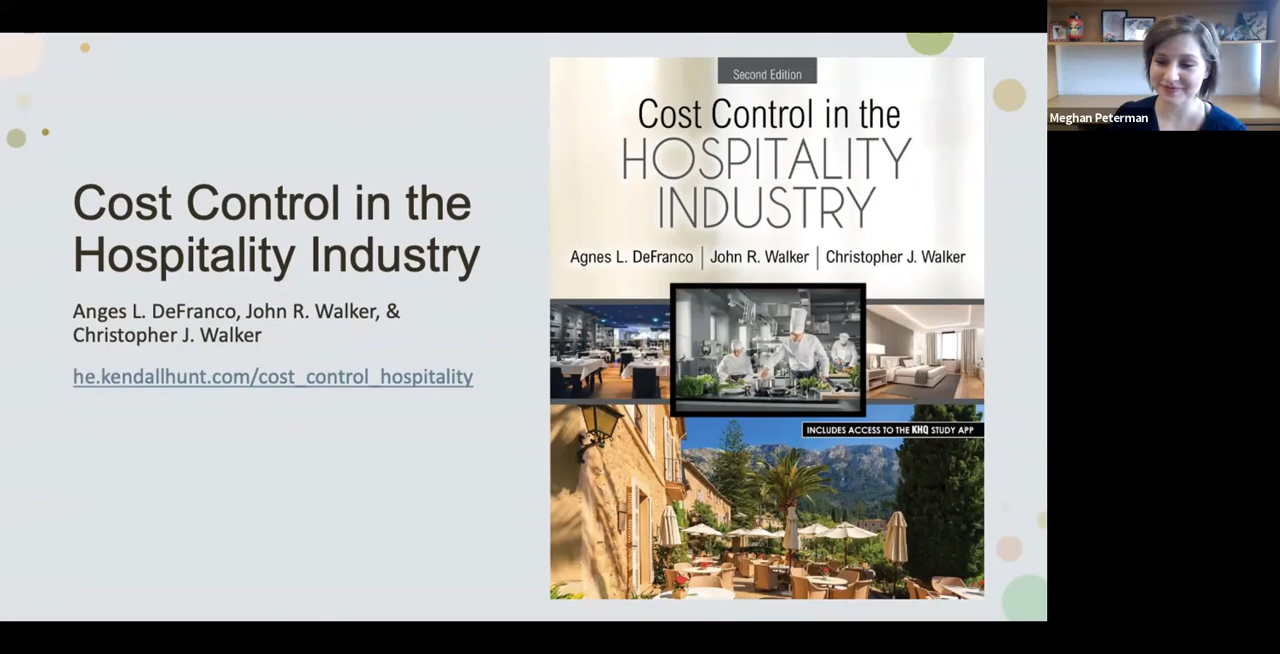 Cost Control in the
Hospitality Industry
Anges L. DeFranco, John R. Walker, &
Christopher J. Walker
he.kendallhunt.com/cost_control_hospitality
Second Edition
Cost Control in the
HOSPITALITY
INDUSTRY
Agnes L. DeFranco | John R. Walker | Christopher J. Walker
INCLUDES ACCESS TO THE KHQ STUDY APP
Meghan Peterman